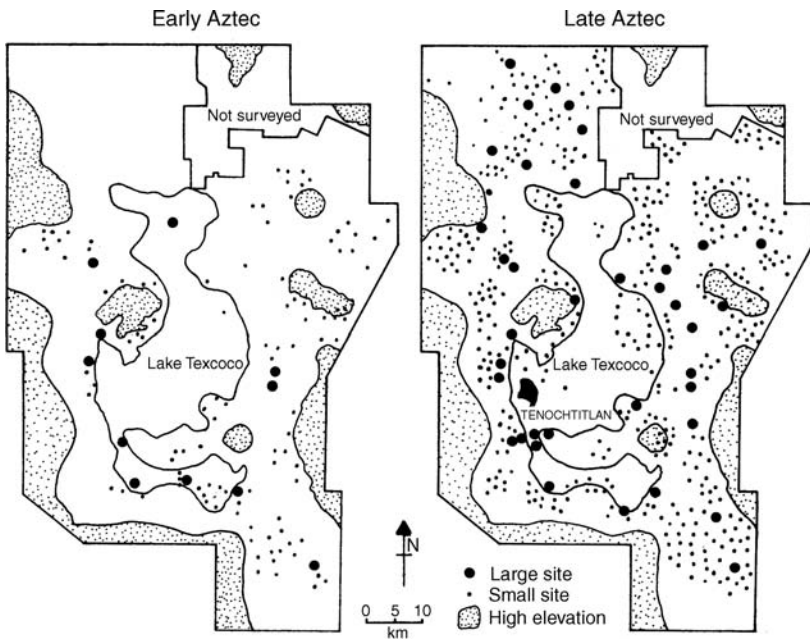 Early Aztec
Late Aztec
Not surveyed
Not surveyed
Lake Texcoco
Lake Texcoco
TENOCHTITLAN
N
0 5 10
km
Large site
Small site
High elevation